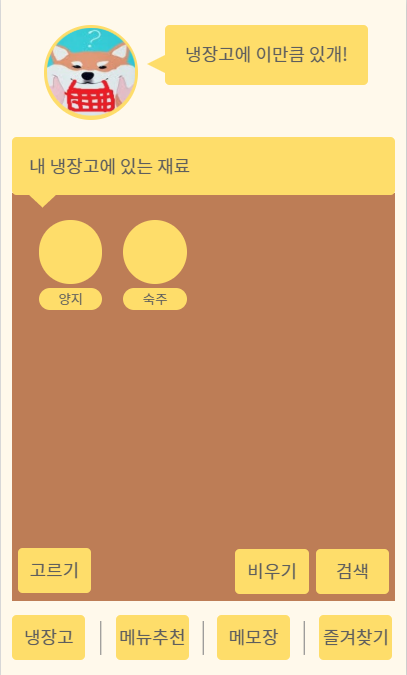 ?
냉장고에 이만큼 있개!
내 냉장고에 있는 재료
양지 숙주
고르기 비우기 검색
냉장고 메뉴추천 메모장 즐겨찾기